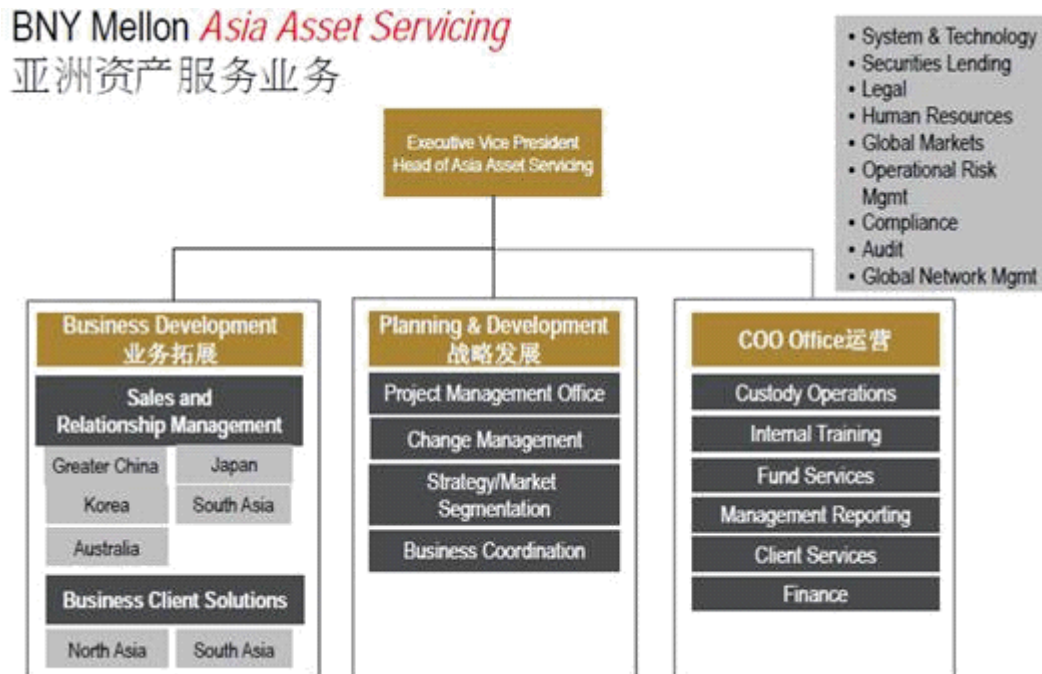 BNY Mellon Asia Asset Servicing
亚洲资产服务业务
• System & Technology
• Securities Lending
• Legal
• Human Resources
• Global Markets
• Operational Risk
Mgmt
• Compliance
• Audit
• Global Network Mgmt
Executive Vice President
Head of Asia Asset Servicing
Business Development
业务拓展
Sales and
Relationship Management
Greater China
Japan
Korea
South Asia
Australia
Business Client Solutions
North Asia
South Asia
Planning & Development
战略发展
Project Management Office
Change Management
Strategy/Market
Segmentation
Business Coordination
COO Office运营
Custody Operations
Internal Training
Fund Services
Management Reporting
Client Services
Finance